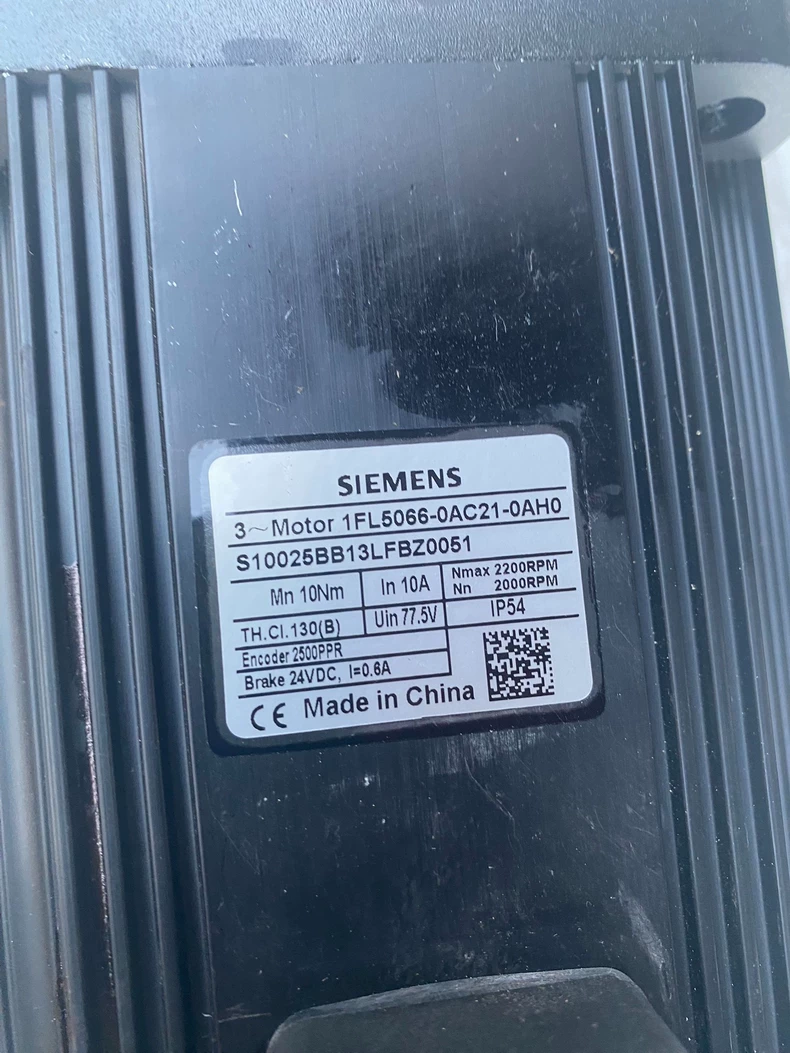 SIEMENS
3~Motor 1FL5066-0AC21-0AH0
S10025BB13LFBZ0051
Mn 10Nm In 10A Nmax 2200RPM
Nn 2000RPM
TH.Cl.130(B) Uin 77.5V IP54
Encoder 2500PPR
Brake 24VDC, I=0.6A
CE Made in China